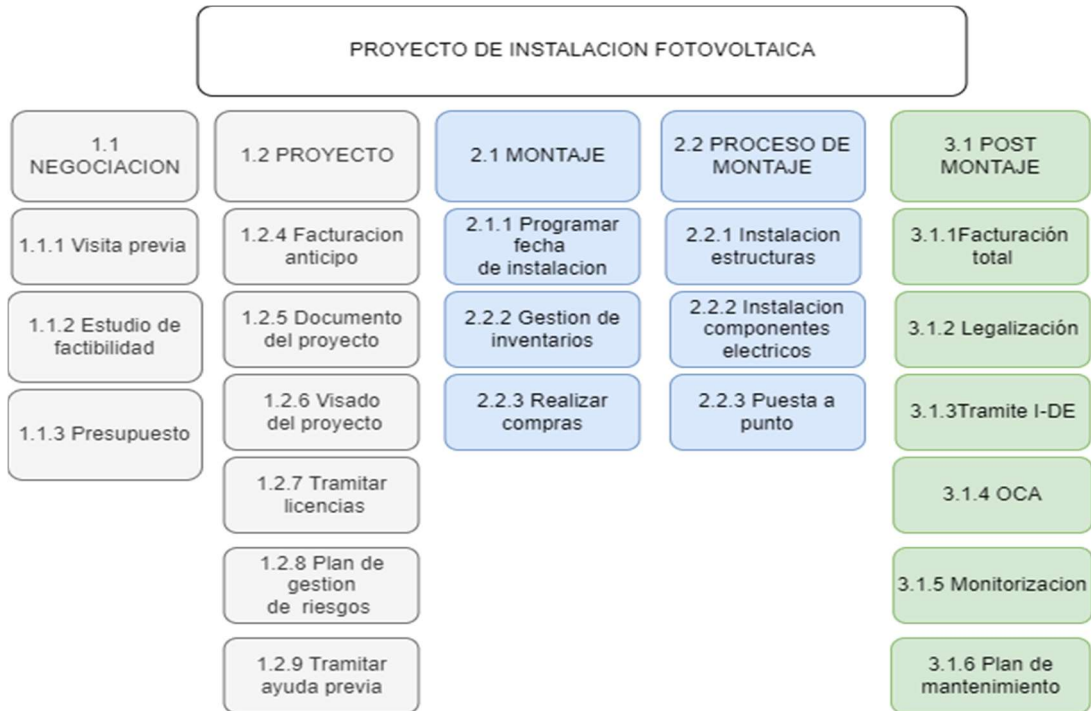 PROYECTO DE INSTALACION FOTOVOLTAICA
1.1
NEGOCIACION
1.1.1 Visita previa
1.1.2 Estudio de
factibilidad
1.1.3 Presupuesto
1.2 PROYECTO
1.2.4 Facturacion
anticipo
1.2.5 Documento
del proyecto
1.2.6 Visado
del proyecto
1.2.7 Tramitar
licencias
1.2.8 Plan de
gestion
de riesgos
1.2.9 Tramitar
ayuda previa
2.1 MONTAJE
2.1.1 Programar
fecha
de instalacion
2.2.2 Gestion de
inventarios
2.2.3 Realizar
compras
2.2 PROCESO DE
MONTAJE
2.2.1 Instalacion
estructuras
2.2.2 Instalacion
componentes
electricos
2.2.3 Puesta a
punto
3.1 POST
MONTAJE
3.1.1Facturación
total
3.1.2 Legalización
3.1.3Tramite I-DE
3.1.4 OCA
3.1.5 Monitorizacion
3.1.6 Plan de
mantenimiento